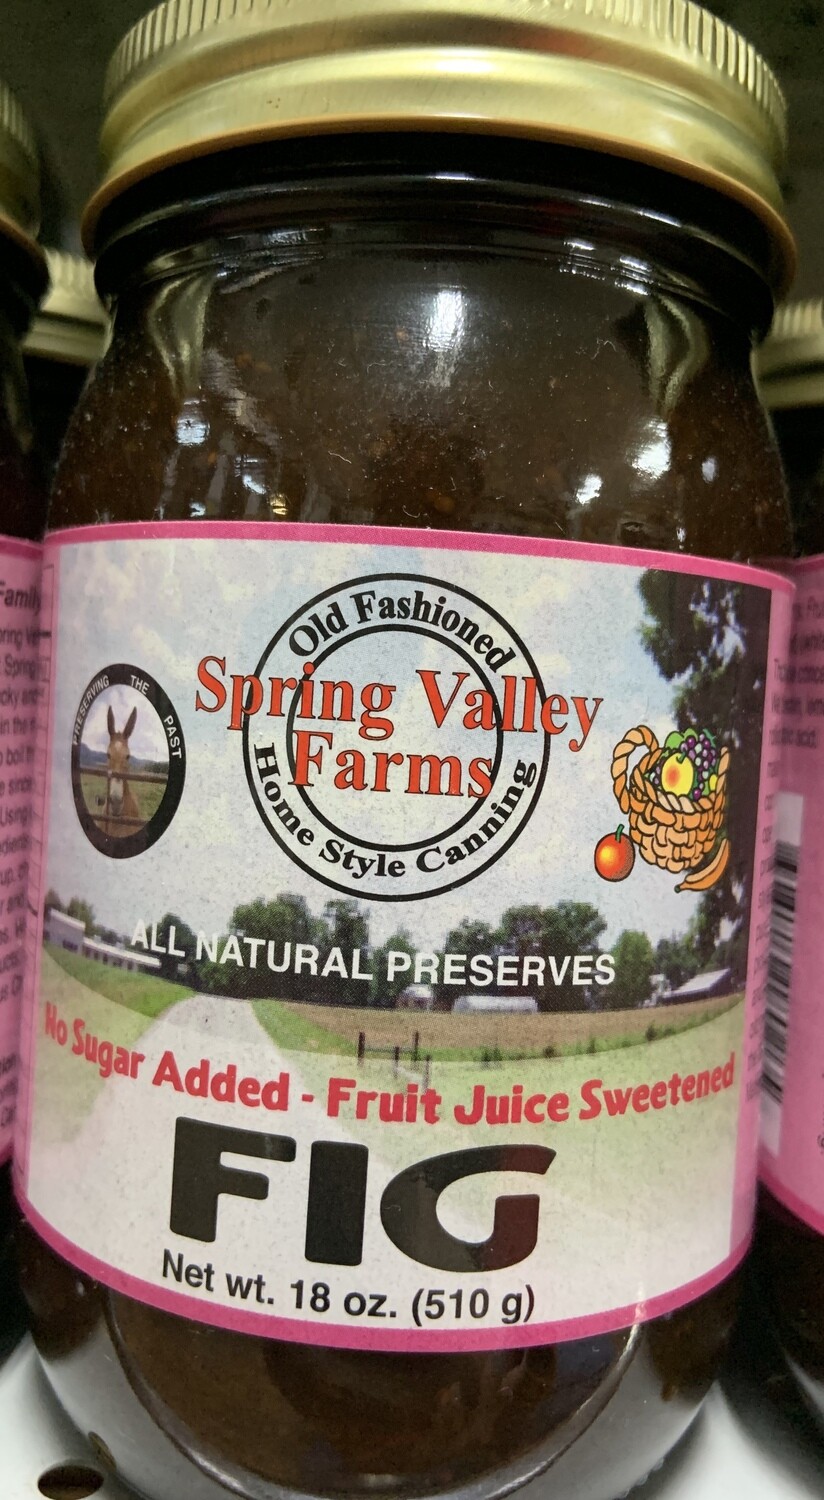 Old Fashioned
Spring Valley
Farms
Home Style Canning
PRESERVING THE PAST
ALL NATURAL PRESERVES
No Sugar Added - Fruit Juice Sweetened
FIG
Net wt. 18 oz. (510 g)